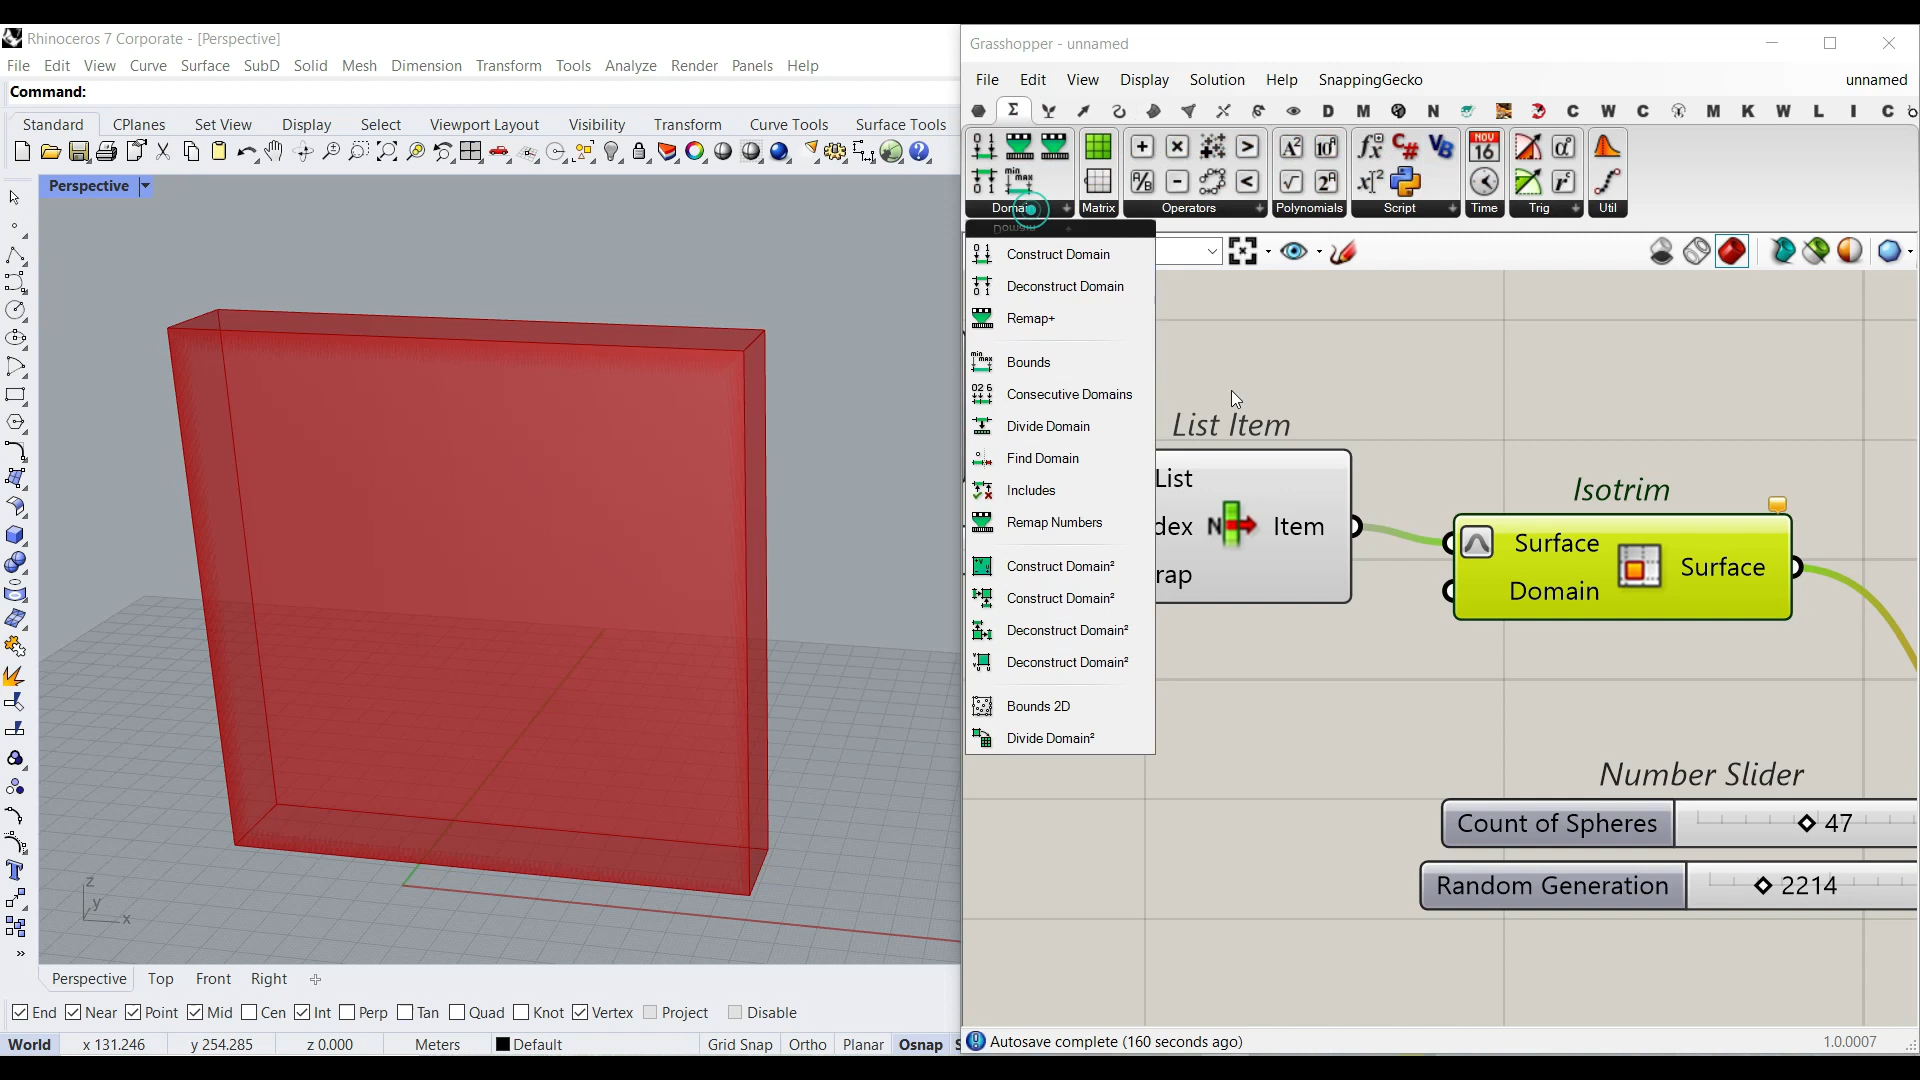 Rhinoceros 7 Corporate - [Perspective]
File Edit View Curve Surface SubD Solid Mesh Dimension Transform Tools Analyze Render Panels Help
Command:
Standard CPlanes Set View Display Select Viewport Layout Visibility Transform Curve Tools Surface Tools
Perspective
z
y
x
Perspective Top Front Right
End Near Point Mid Cen Int Perp Tan Quad Knot Vertex Project Disable
World x 131.246 y 254.285 z 0.000 Meters Default Grid Snap Ortho Planar Osnap S
Grasshopper - unnamed
File Edit View Display Solution Help SnappingGecko unnamed
Domain Matrix Operators Polynomials Script Time Trig Util
NOV
16
Domain
Construct Domain
Deconstruct Domain
Remap+
Bounds
Consecutive Domains
Divide Domain
Find Domain
Includes
Remap Numbers
Construct Domain²
Construct Domain²
Deconstruct Domain²
Deconstruct Domain²
Bounds 2D
Divide Domain²
List Item
List
dex
rap
N
Item
Isotrim
Surface
Domain
Surface
Number Slider
Count of Spheres 47
Random Generation 2214
Autosave complete (160 seconds ago)
1.0.0007